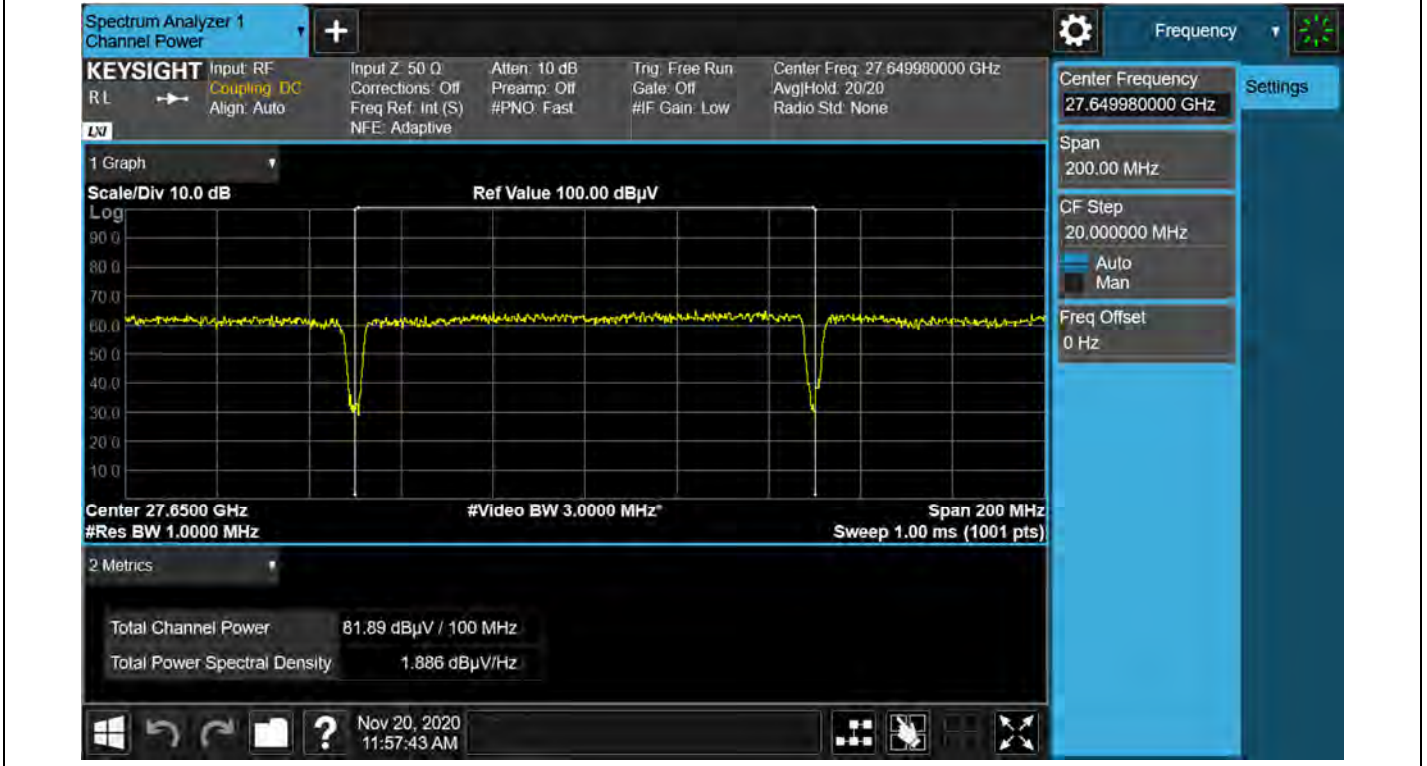 Spectrum Analyzer 1
Channel Power
+
Frequency
KEYSIGHT
RL
LXI
Input: RF
Coupling: DC
Align: Auto
Input Z: 50 Ω
Corrections: Off
Freq Ref: Int (S)
NFE: Adaptive
Atten: 10 dB
Preamp: Off
#PNO: Fast
Trig: Free Run
Gate: Off
#IF Gain: Low
Center Freq: 27.649980000 GHz
Avg|Hold: 20/20
Radio Std: None
Center Frequency
27.649980000 GHz
Settings
Span
200.00 MHz
CF Step
20.000000 MHz
Auto
Man
Freq Offset
0 Hz
1 Graph
Scale/Div 10.0 dB
Ref Value 100.00 dBµV
Log
90.0
80.0
70.0
60.0
50.0
40.0
30.0
20.0
10.0
Center 27.6500 GHz
#Video BW 3.0000 MHz*
Span 200 MHz
#Res BW 1.0000 MHz
Sweep 1.00 ms (1001 pts)
2 Metrics
Total Channel Power 81.89 dBµV / 100 MHz
Total Power Spectral Density 1.886 dBµV/Hz
?
Nov 20, 2020
11:57:43 AM